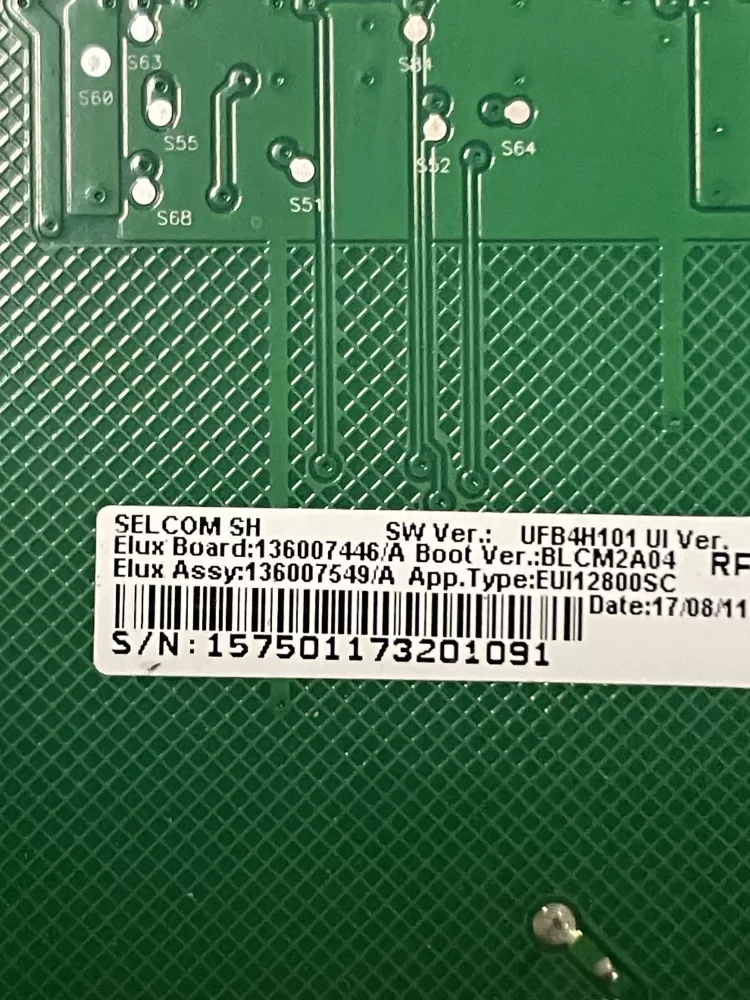 S63
S84
S60
S55
S52
S64
S51
S68
SELCOM SH SW Ver.: UFB4H101 UI Ver.
Elux Board:136007446/A Boot Ver.:BLCM2A04
Elux Assy:136007549/A App.Type:EUI12800SC
Date:17/08/11
S/N:157501173201091